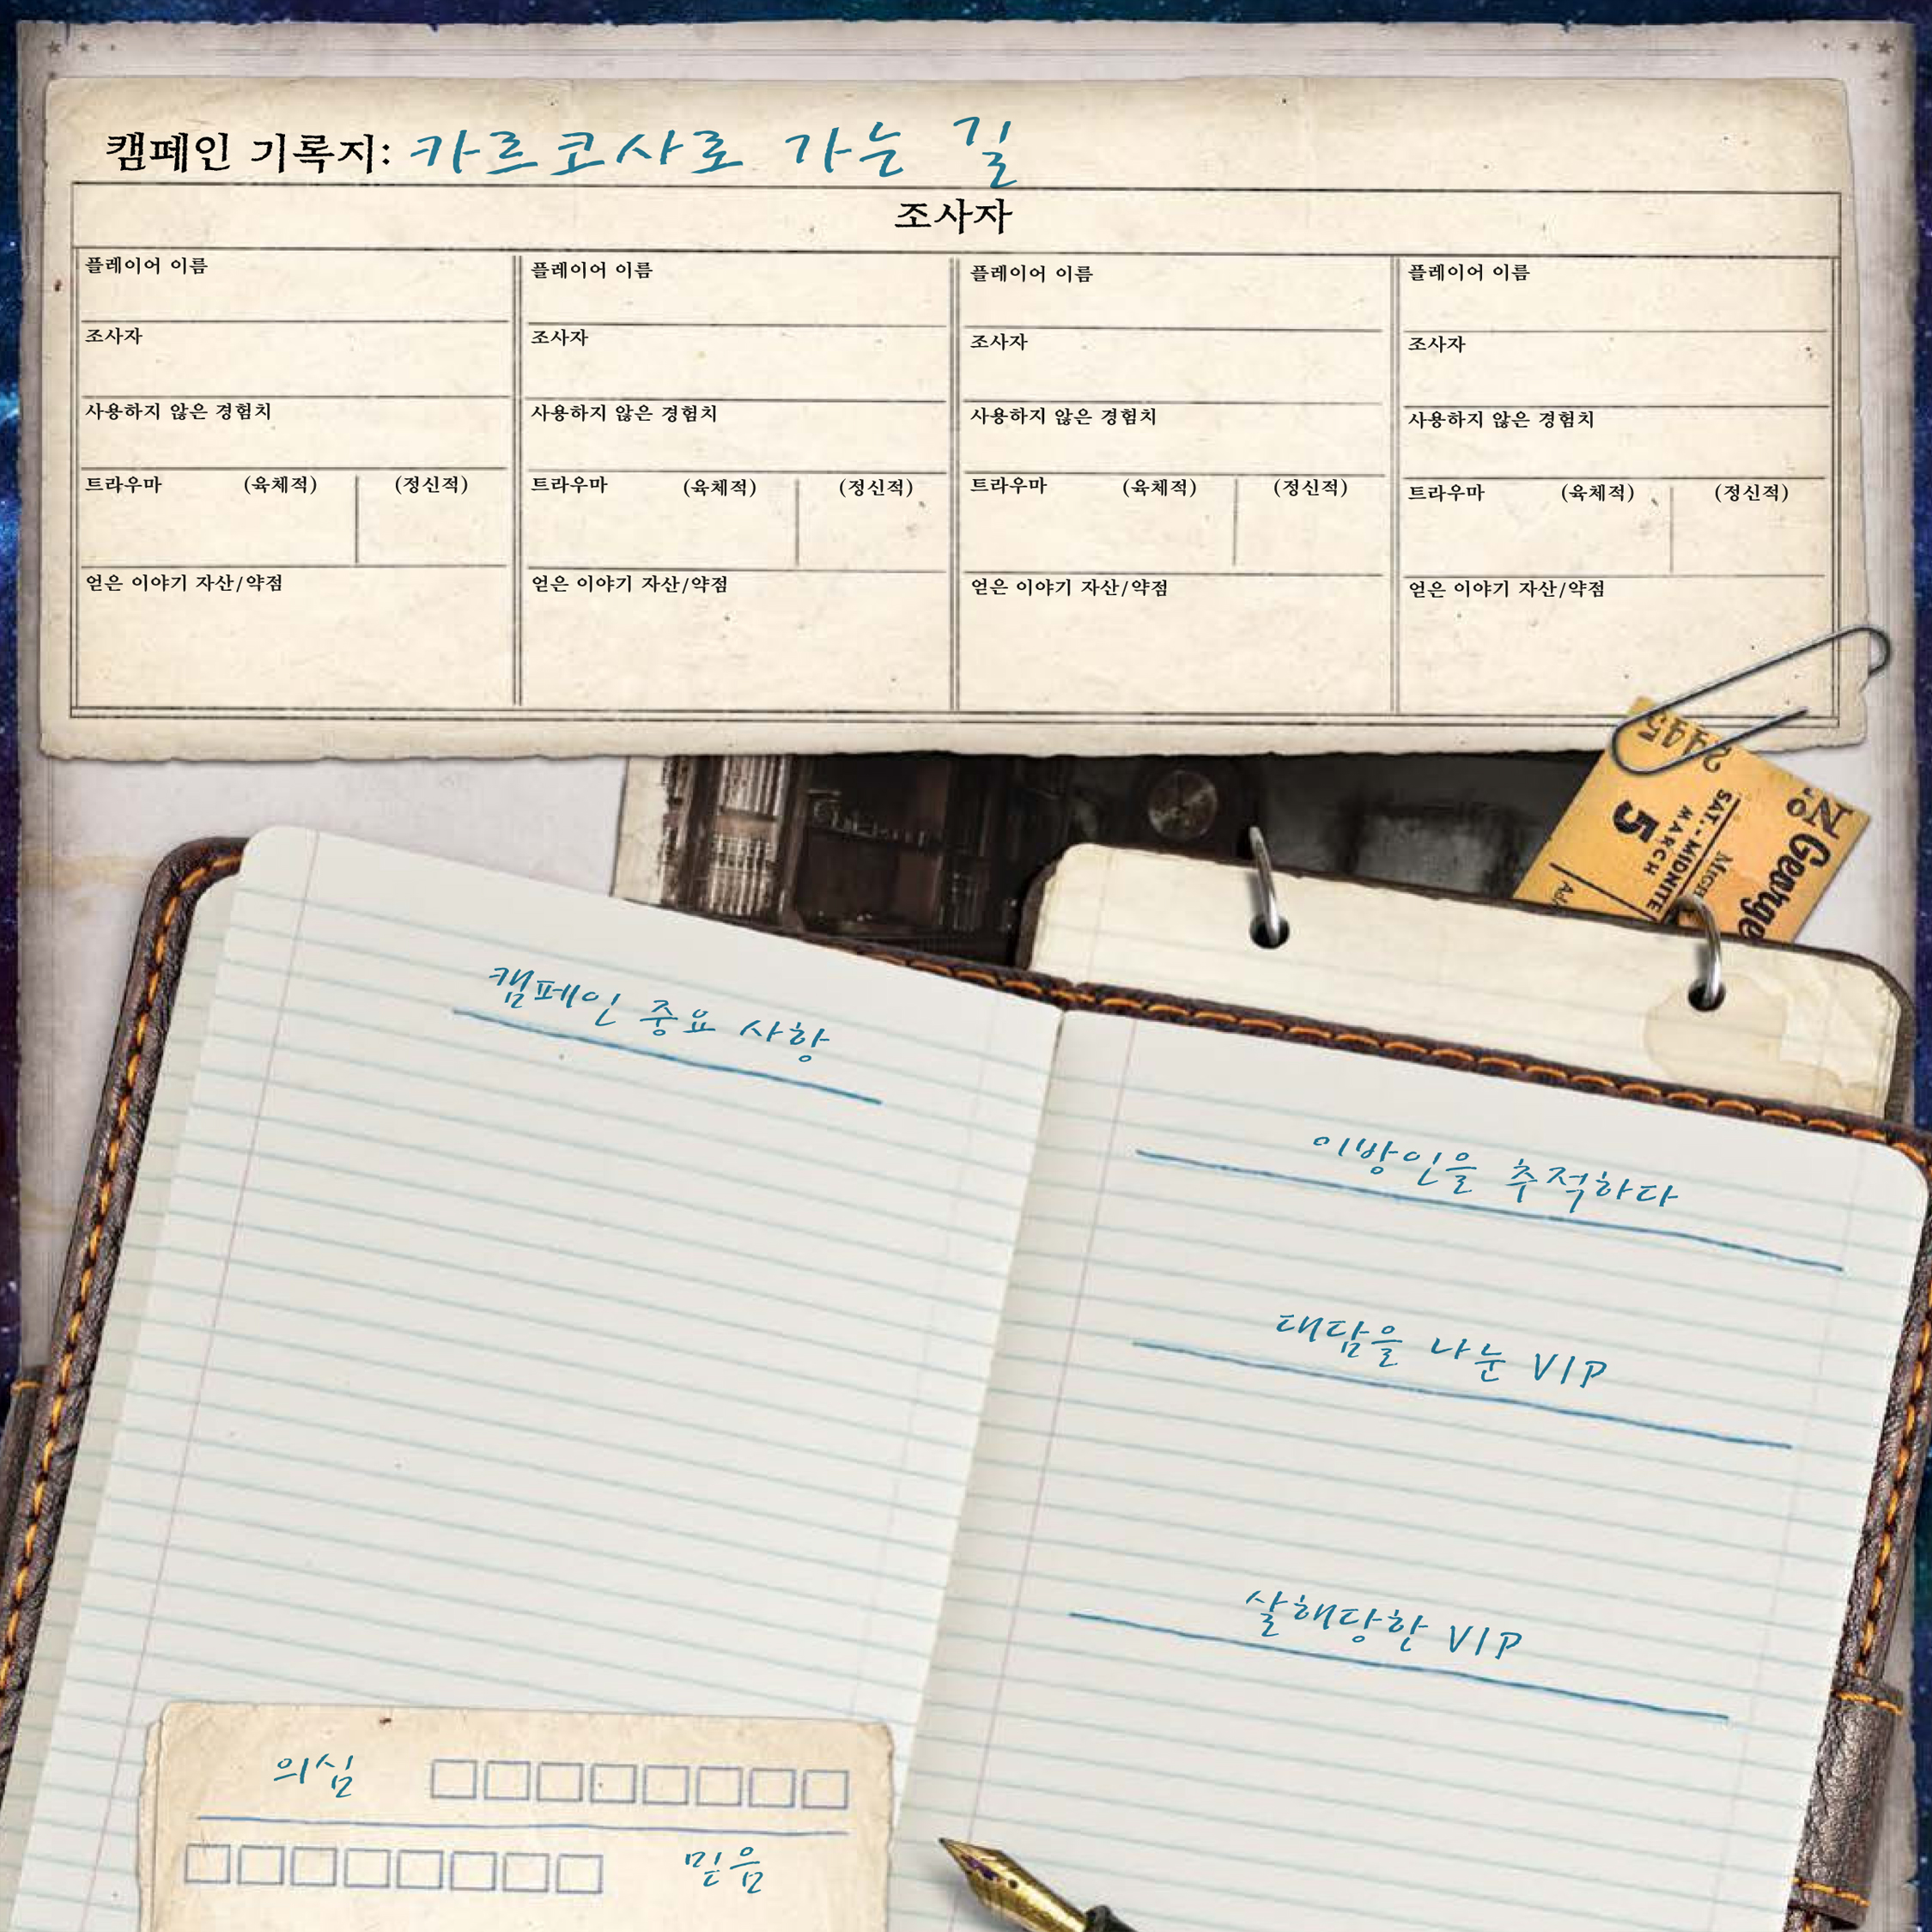 캠페인 기록지: 카르코사로 가는 길
조사자
플레이어 이름
조사자
사용하지 않은 경험치
트라우마 (육체적) (정신적)
얻은 이야기 자산/약점
플레이어 이름
조사자
사용하지 않은 경험치
트라우마 (육체적) (정신적)
얻은 이야기 자산/약점
플레이어 이름
조사자
사용하지 않은 경험치
트라우마 (육체적) (정신적)
얻은 이야기 자산/약점
플레이어 이름
조사자
사용하지 않은 경험치
트라우마 (육체적) (정신적)
얻은 이야기 자산/약점
2495
No
George
SAT.-MIDNITE
MARCH
5
캠페인 중요 사항
이방인을 추적하다
대담을 나눈 VIP
살해당한 VIP
의심
믿음